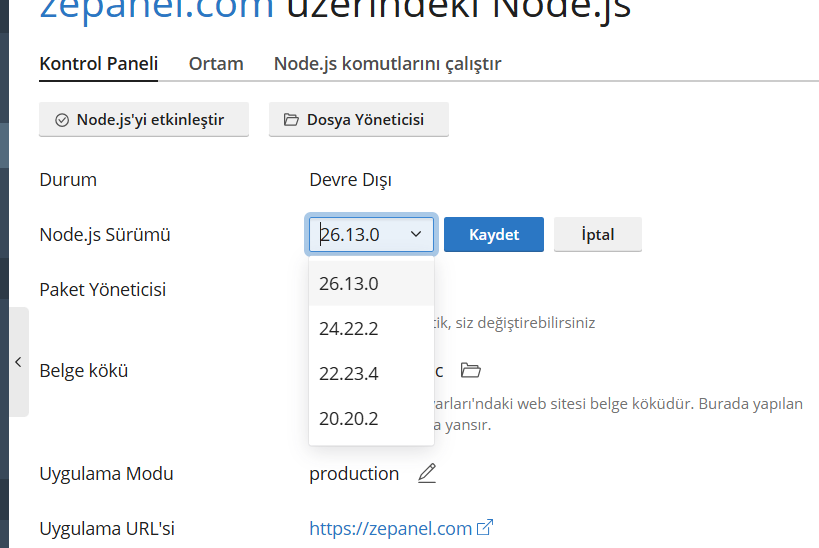 zepanel.com üzerindeki Node.js
Kontrol Paneli Ortam Node.js komutlarını çalıştır
Node.js'yi etkinleştir Dosya Yöneticisi
Durum Devre Dışı
Node.js Sürümü 26.13.0 Kaydet İptal
26.13.0
Paket Yöneticisi
tik, siz değiştirebilirsiniz
24.22.2
Belge kökü c
22.23.4
varları'ndaki web sitesi belge köküdür. Burada yapılan
20.20.2
a yansır.
Uygulama Modu production
Uygulama URL'si https://zepanel.com